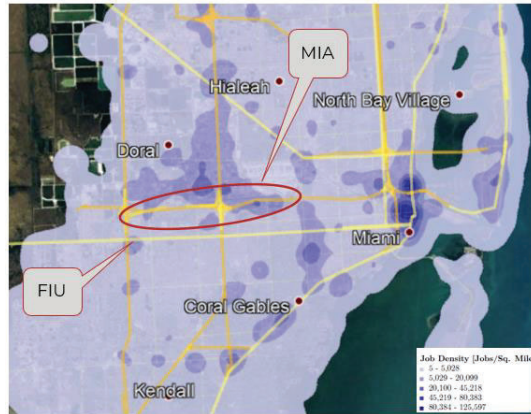 MIA
Hialeah
North Bay Village
Doral
Miami
FIU
Coral Gables
Kendall
Job Density [Jobs/Sq. Mile
5 - 5,028
5,029 - 20,099
20,100 - 45,218
45,219 - 80,383
80,384 - 125,597